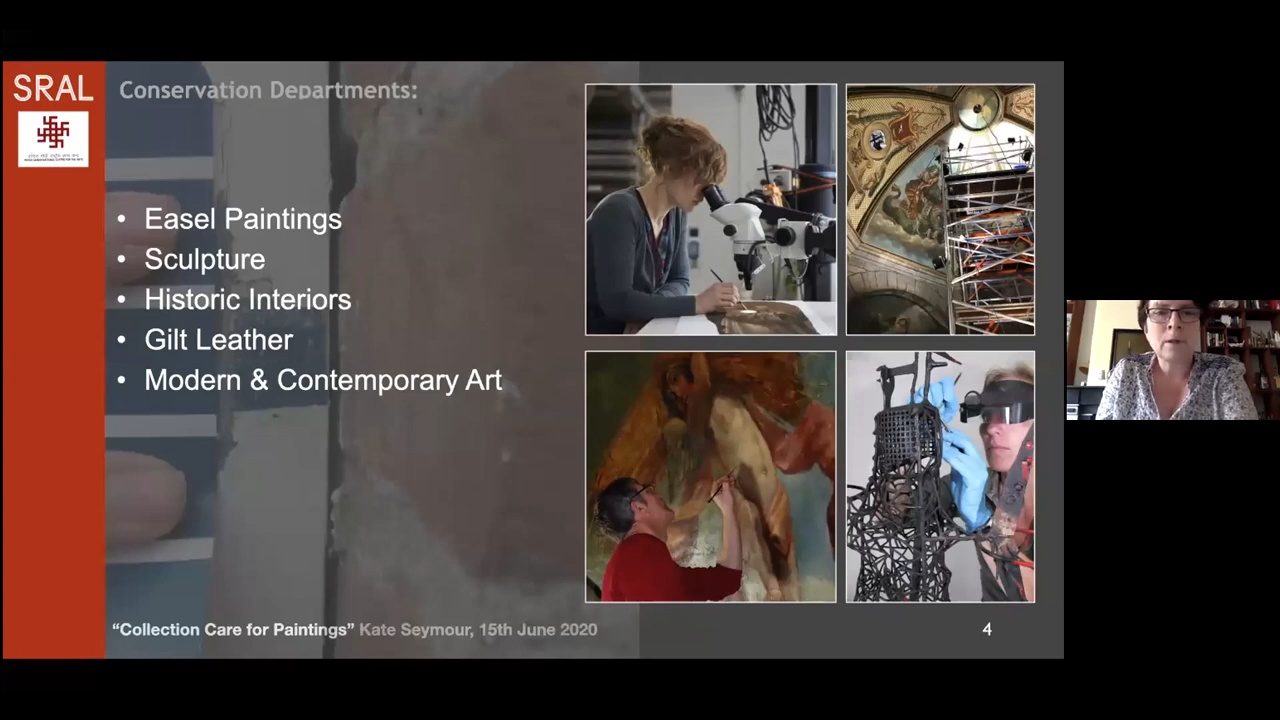 SRAL
Conservation Departments:
• Easel Paintings
• Sculpture
• Historic Interiors
• Gilt Leather
• Modern & Contemporary Art
“Collection Care for Paintings” Kate Seymour, 15th June 2020
4